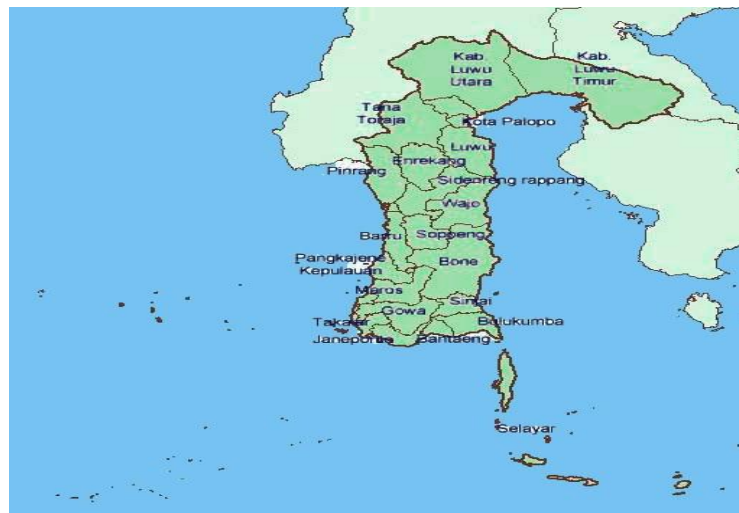 Kab.
Luwu
Utara
Kab.
Luwu
Timur
Tana
Toraja
Kota Palopo
Luwu
Enrekang
Pinrang
Sidenreng rappang
Wajo
Barru
Soppeng
Pangkajene
Kepulauan
Bone
Maros
Sinjai
Gowa
Takalar
Bulukumba
Janeponto
Bantaeng
Selayar